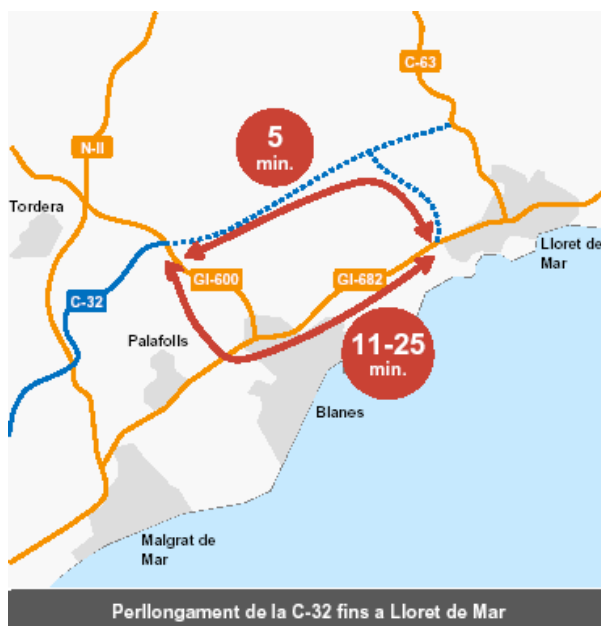 C-63
5
min.
N-II
Tordera
Lloret de
Mar
GI-600
GI-682
C-32
Palafolls
11-25
min.
Blanes
Malgrat de
Mar
Perllongament de la C-32 fins a Lloret de Mar